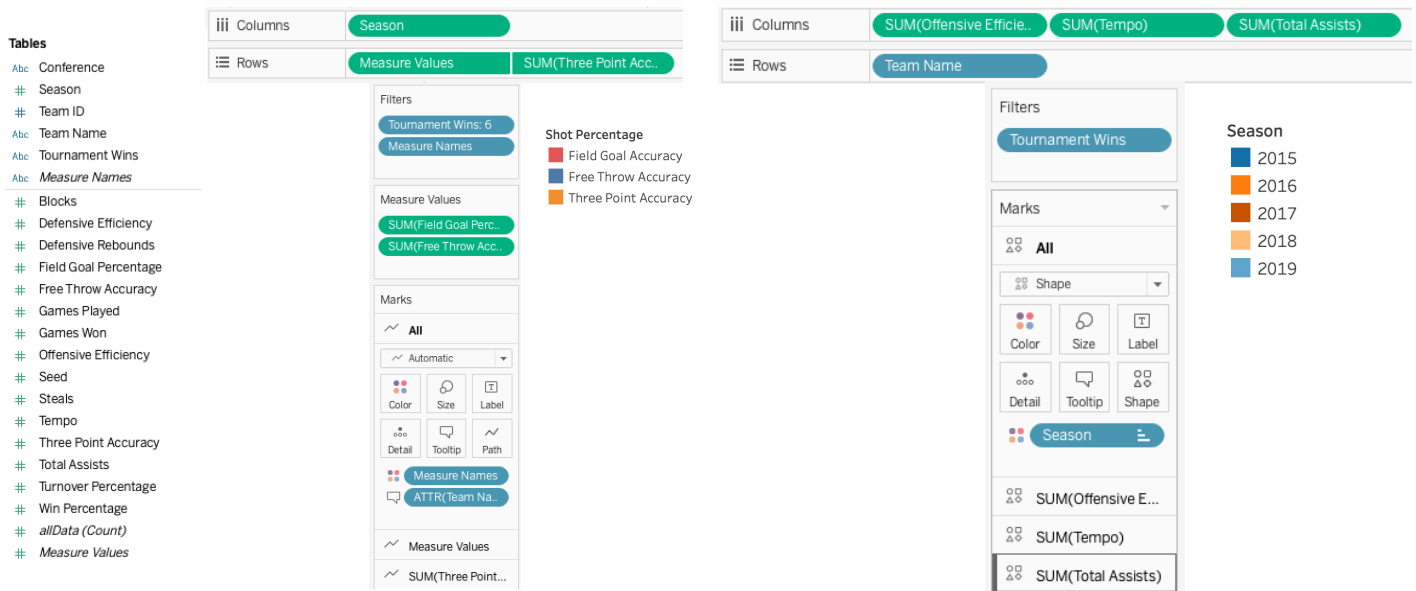 Tables
Abc Conference
# Season
# Team ID
Abc Team Name
Abc Tournament Wins
Abc Measure Names
# Blocks
# Defensive Efficiency
# Defensive Rebounds
# Field Goal Percentage
# Free Throw Accuracy
# Games Played
# Games Won
# Offensive Efficiency
# Seed
# Steals
# Tempo
# Three Point Accuracy
# Total Assists
# Turnover Percentage
# Win Percentage
# allData (Count)
# Measure Values
Columns Season
Rows Measure Values SUM(Three Point Acc..
Filters
Tournament Wins: 6
Measure Names
Measure Values
SUM(Field Goal Perc..
SUM(Free Throw Acc..
Marks
All
Automatic
Color Size Label
Detail Tooltip Path
Measure Names
ATTR(Team Na..
Measure Values
SUM(Three Point...
Shot Percentage
Field Goal Accuracy
Free Throw Accuracy
Three Point Accuracy
Columns SUM(Offensive Efficie.. SUM(Tempo) SUM(Total Assists)
Rows Team Name
Filters
Tournament Wins
Marks
All
Shape
Color Size Label
Detail Tooltip Shape
Season
SUM(Offensive E...
SUM(Tempo)
SUM(Total Assists)
Season
2015
2016
2017
2018
2019